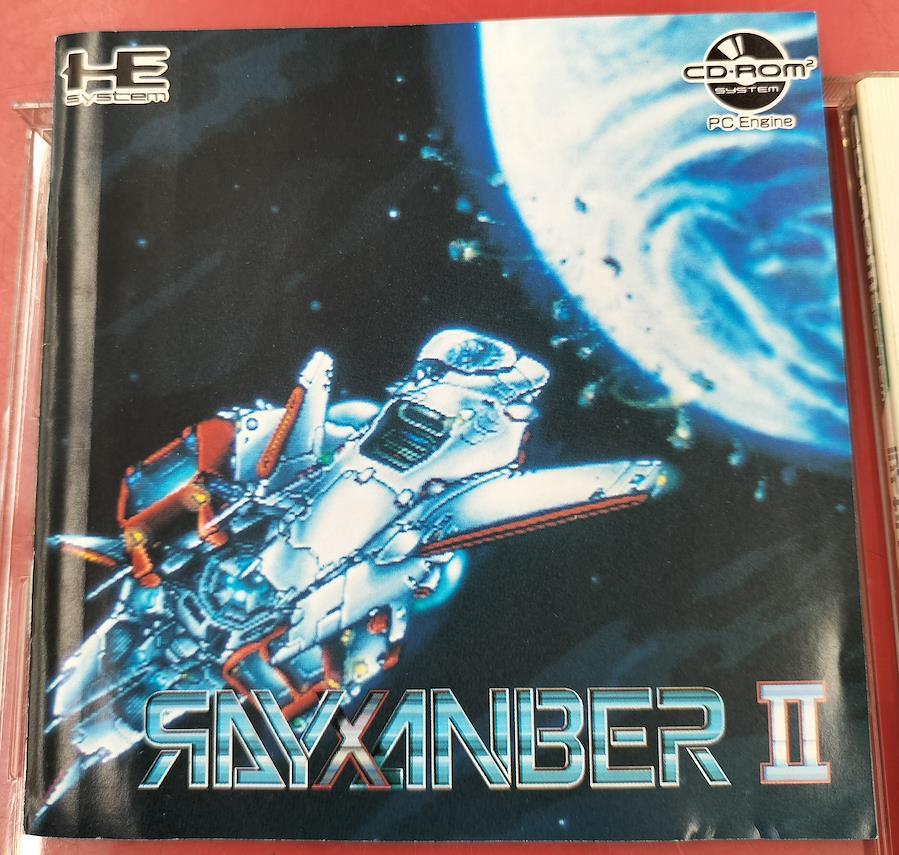 HE
system
CD-ROM²
SYSTEM
PC Engine
RAYXANBER II